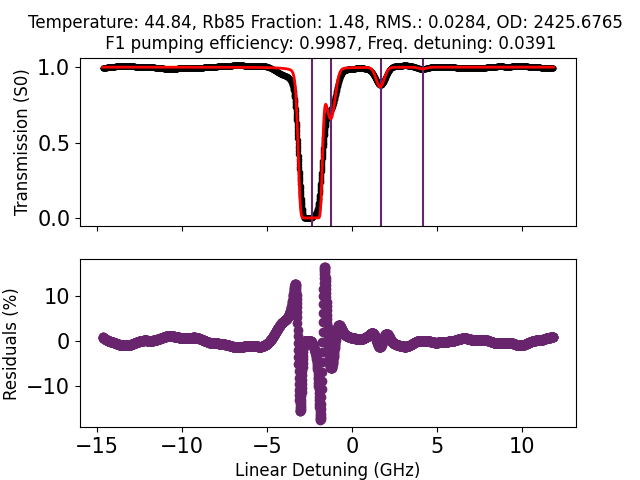 Temperature: 44.84, Rb85 Fraction: 1.48, RMS.: 0.0284, OD: 2425.6765
F1 pumping efficiency: 0.9987, Freq. detuning: 0.0391
1.0
0.5
0.0
Transmission (S0)
10
0
−10
Residuals (%)
−15 −10 −5 0 5 10
Linear Detuning (GHz)